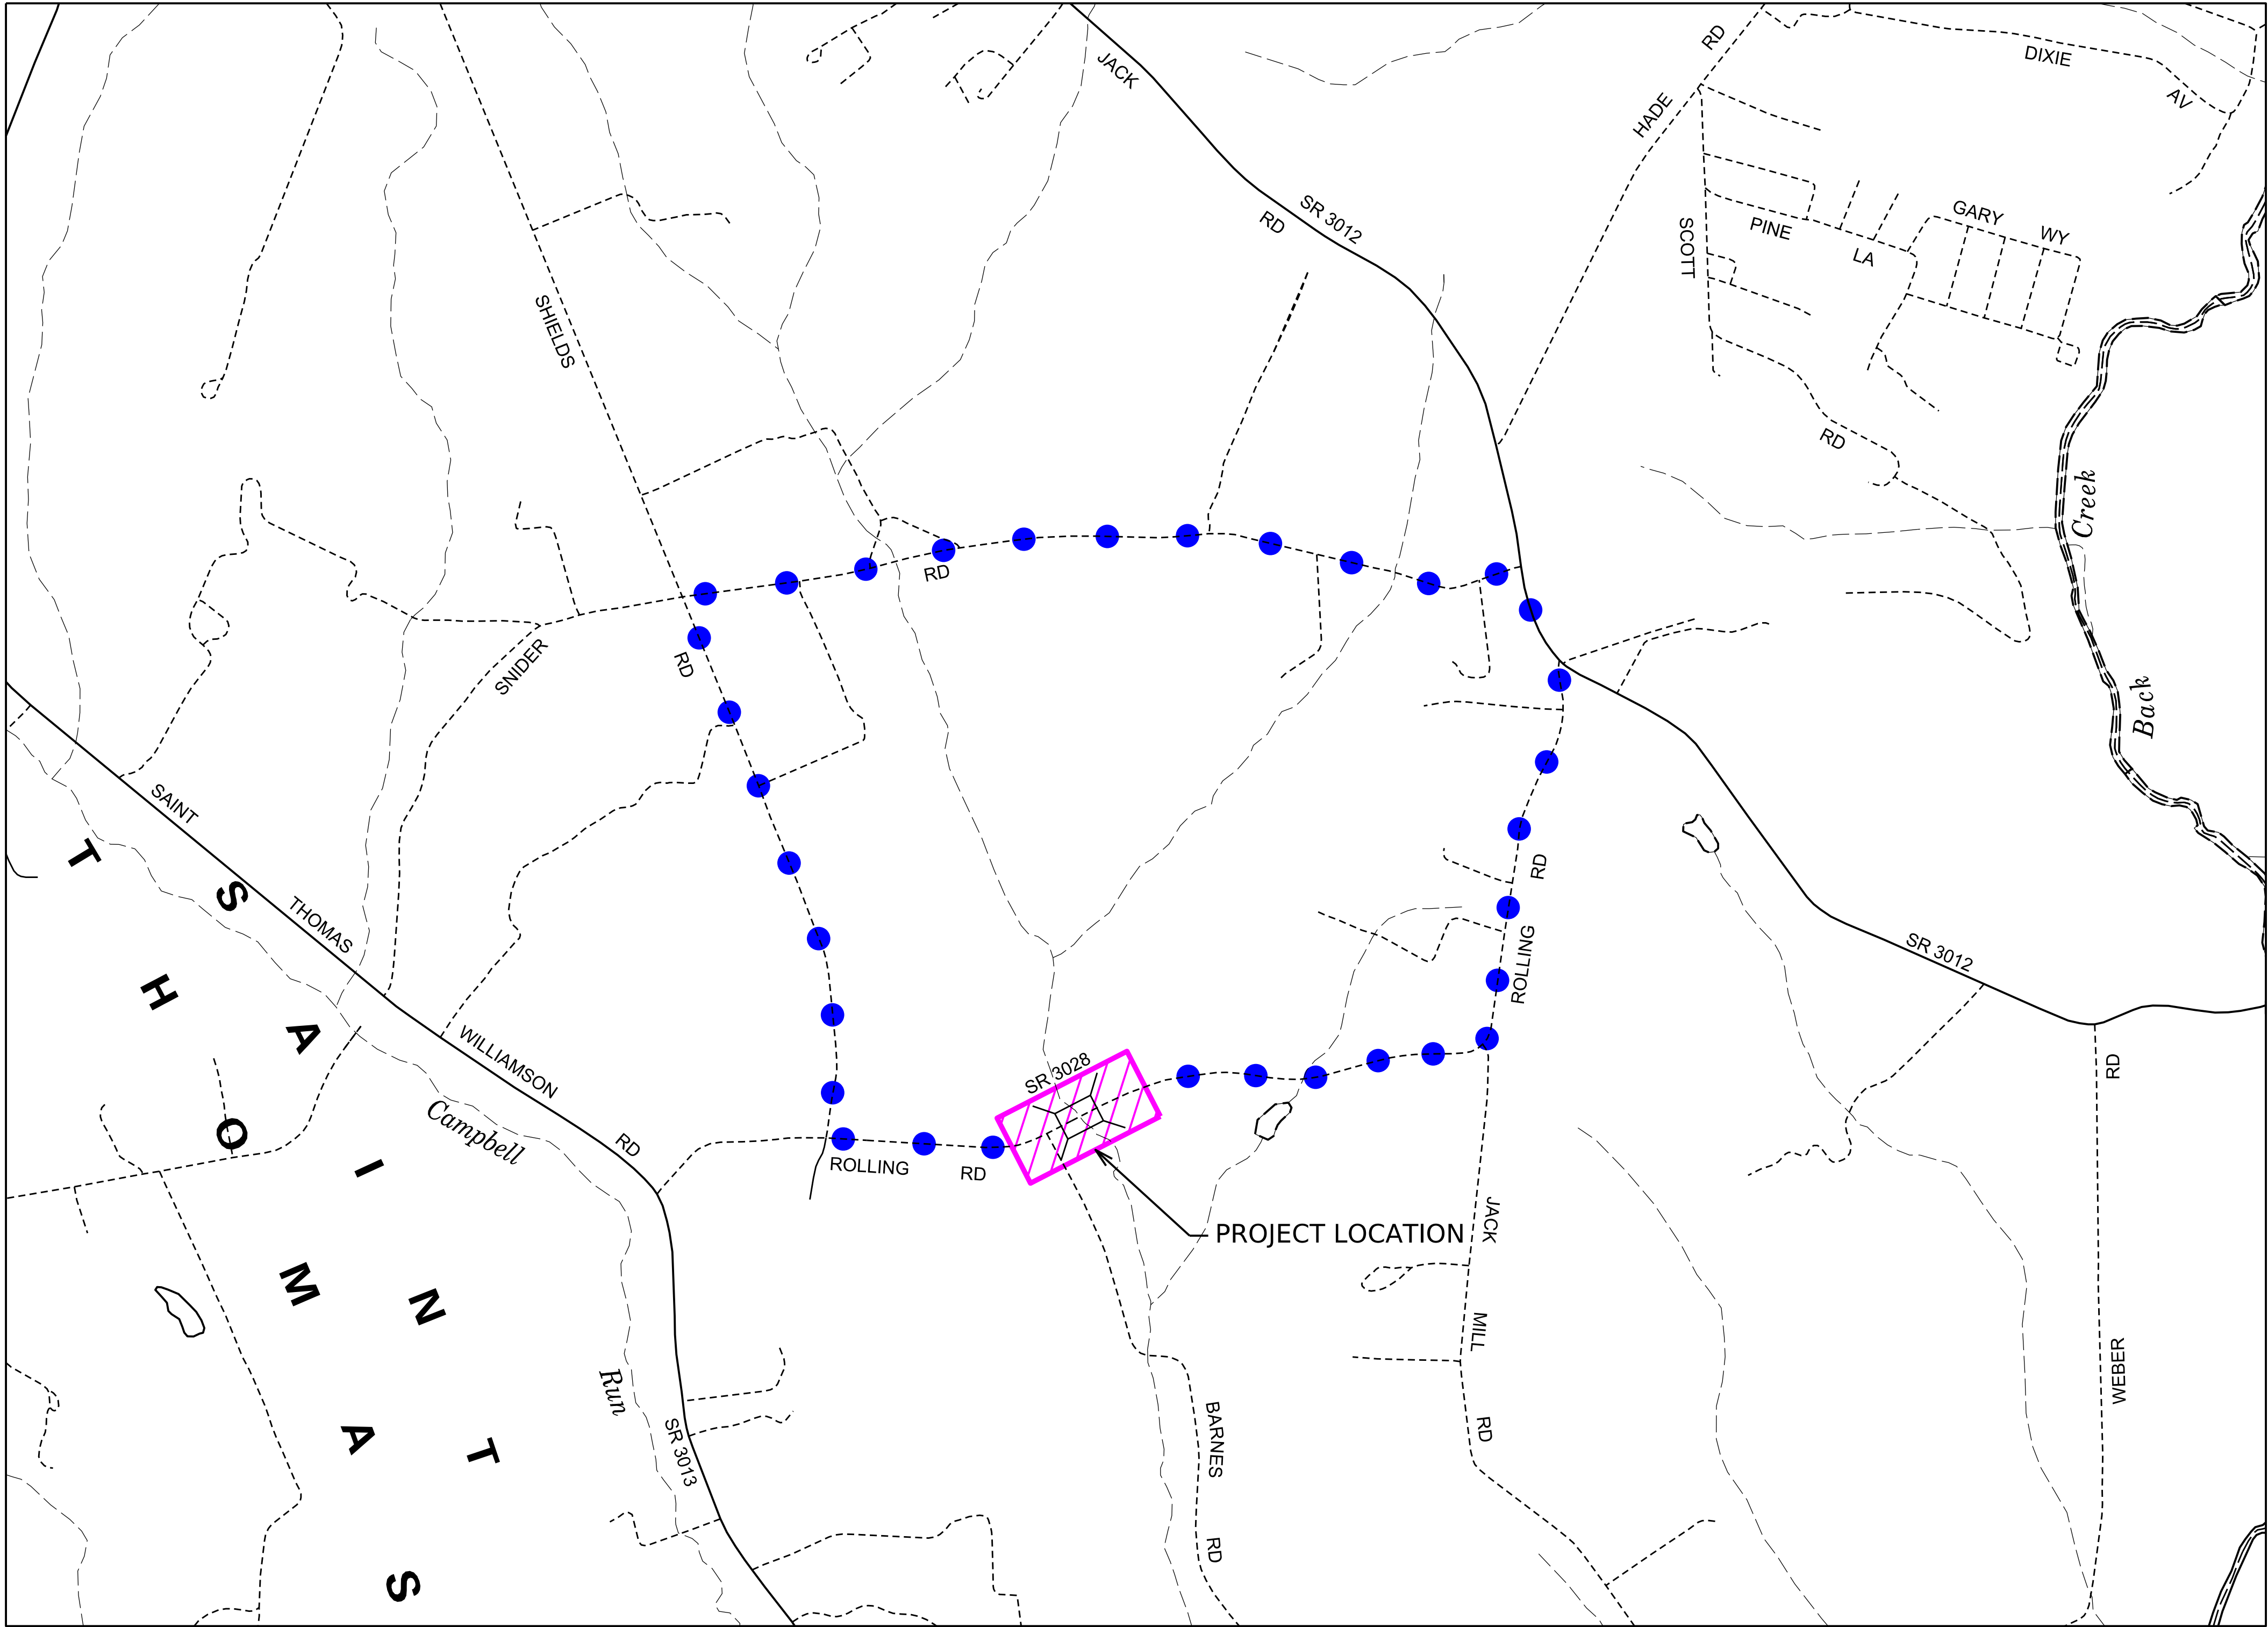 JACK
RD
SR 3012
HADE
RD
DIXIE
AV
SCOTT
PINE
LA
GARY
WY
RD
SHIELDS
RD
SNIDER
RD
Creek
Back
SAINT
THOMAS
WILLIAMSON
RD
SR 3013
Campbell
Run
SAINT
THOMAS
RD
ROLLING
SR 3012
SR 3028
ROLLING
RD
PROJECT LOCATION
JACK
MILL
RD
BARNES
RD
RD
WEBER